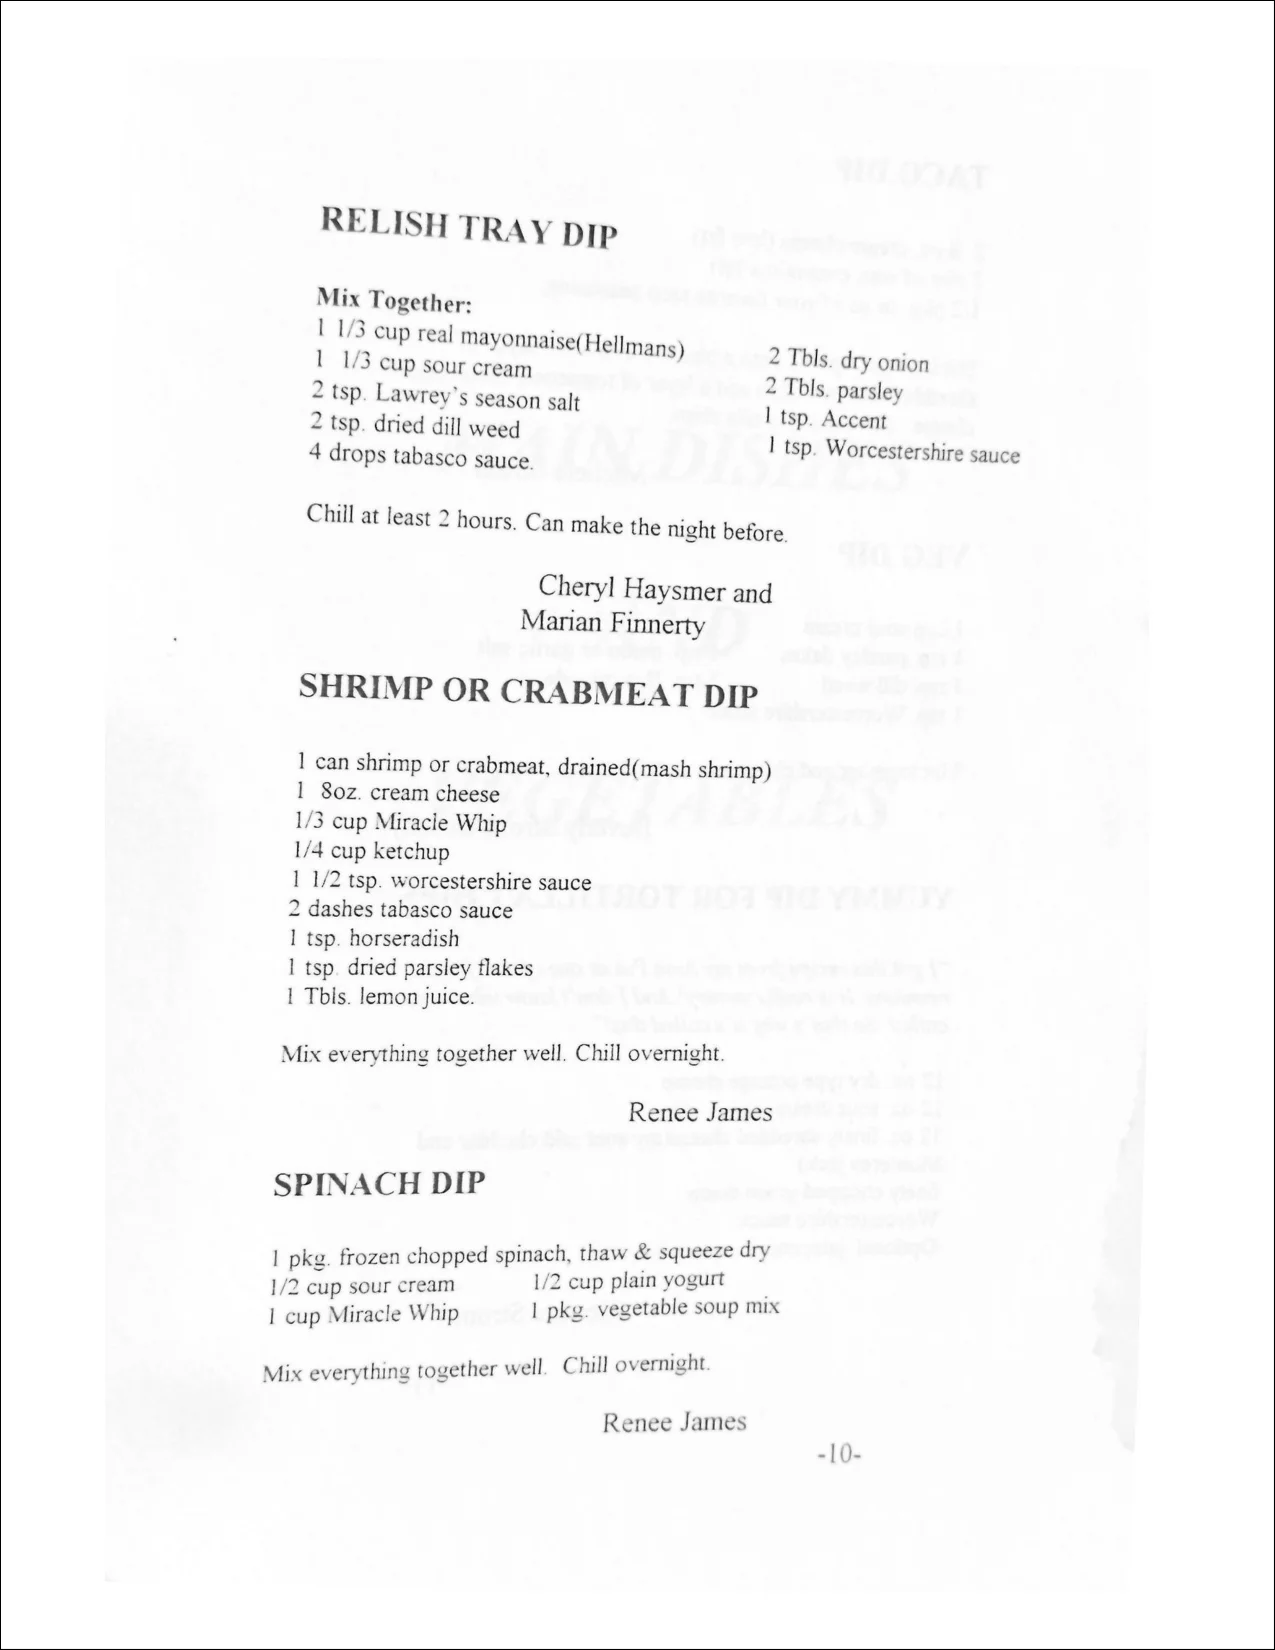 RELISH TRAY DIP
Mix Together:
1 1/3 cup real mayonnaise(Hellmans)
1 1/3 cup sour cream
2 tsp. Lawrey's season salt
2 tsp. dried dill weed
4 drops tabasco sauce.
2 Tbls. dry onion
2 Tbls. parsley
1 tsp. Accent
1 tsp. Worcestershire sauce
Chill at least 2 hours. Can make the night before.
Cheryl Haysmer and
Marian Finnerty
SHRIMP OR CRABMEAT DIP
1 can shrimp or crabmeat, drained(mash shrimp)
1 8oz. cream cheese
1/3 cup Miracle Whip
1/4 cup ketchup
1 1/2 tsp. worcestershire sauce
2 dashes tabasco sauce
1 tsp. horseradish
1 tsp. dried parsley flakes
1 Tbls. lemon juice.
Mix everything together well. Chill overnight.
Renee James
SPINACH DIP
1 pkg. frozen chopped spinach, thaw & squeeze dry
1/2 cup sour cream 1/2 cup plain yogurt
1 cup Miracle Whip 1 pkg. vegetable soup mix
Mix everything together well. Chill overnight.
Renee James
-10-